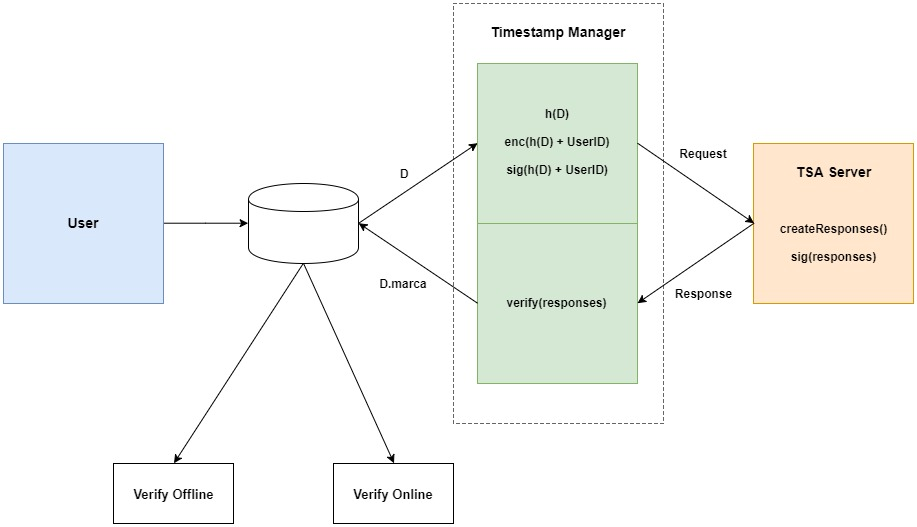 Timestamp Manager
h(D)
enc(h(D) + UserID)
sig(h(D) + UserID)
Request
TSA Server
D
User
createResponses()
sig(responses)
D.marca
Response
verify(responses)
Verify Offline
Verify Online